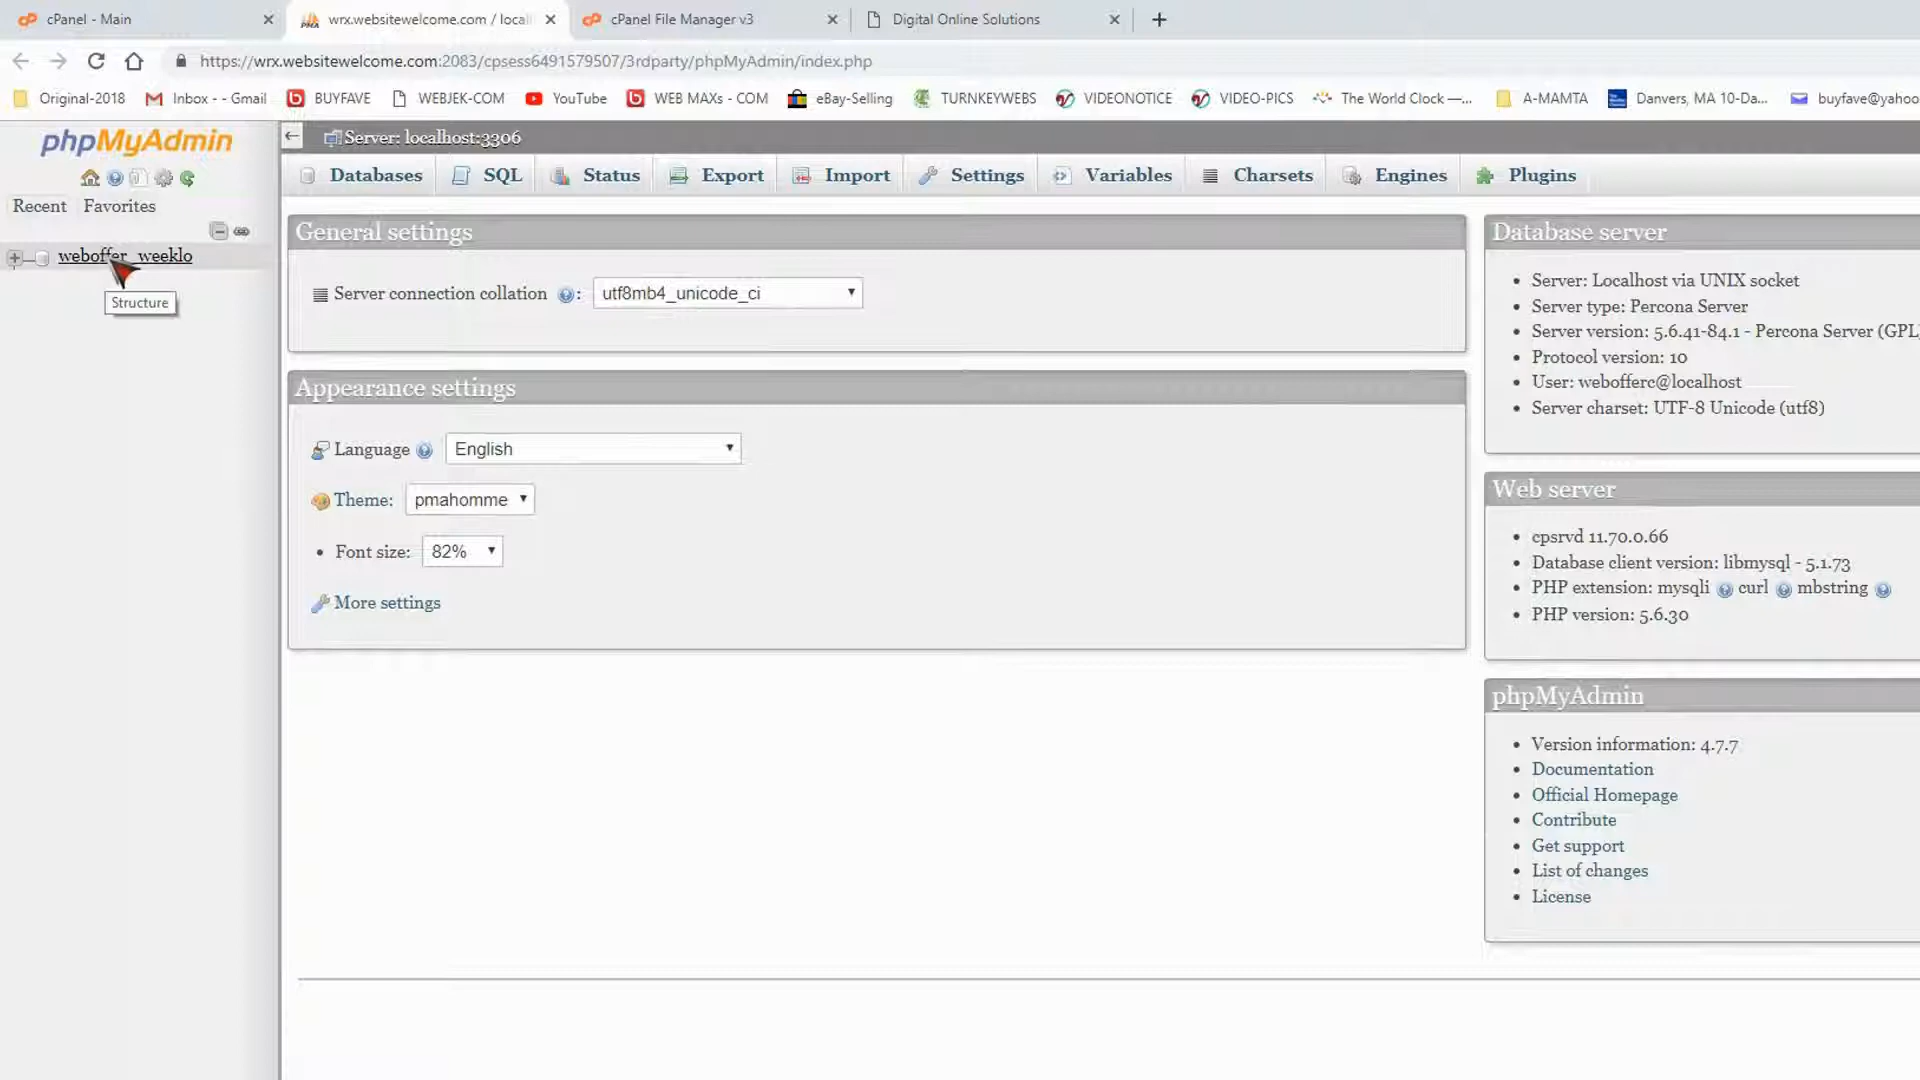 cPanel - Main
wrx.websitewelcome.com / local
cPanel File Manager v3
Digital Online Solutions
https://wrx.websitewelcome.com:2083/cpsess6491579507/3rdparty/phpMyAdmin/index.php
Original-2018
Inbox - - Gmail
BUYFAVE
WEBJEK-COM
YouTube
WEB MAXs - COM
eBay-Selling
TURNKEYWEBS
VIDEONOTICE
VIDEO-PICS
The World Clock —...
A-MAMTA
Danvers, MA 10-Da...
buyfave@yahoo
phpMyAdmin
Recent Favorites
weboffer_weeklo
Structure
Server: localhost:3306
Databases
SQL
Status
Export
Import
Settings
Variables
Charsets
Engines
Plugins
General settings
Server connection collation : utf8mb4_unicode_ci
Appearance settings
Language English
Theme: pmahomme
Font size: 82%
More settings
Database server
Server: Localhost via UNIX socket
Server type: Percona Server
Server version: 5.6.41-84.1 - Percona Server (GPL)
Protocol version: 10
User: webofferc@localhost
Server charset: UTF-8 Unicode (utf8)
Web server
cpsrvd 11.70.0.66
Database client version: libmysql - 5.1.73
PHP extension: mysqli curl mbstring
PHP version: 5.6.30
phpMyAdmin
Version information: 4.7.7
Documentation
Official Homepage
Contribute
Get support
List of changes
License